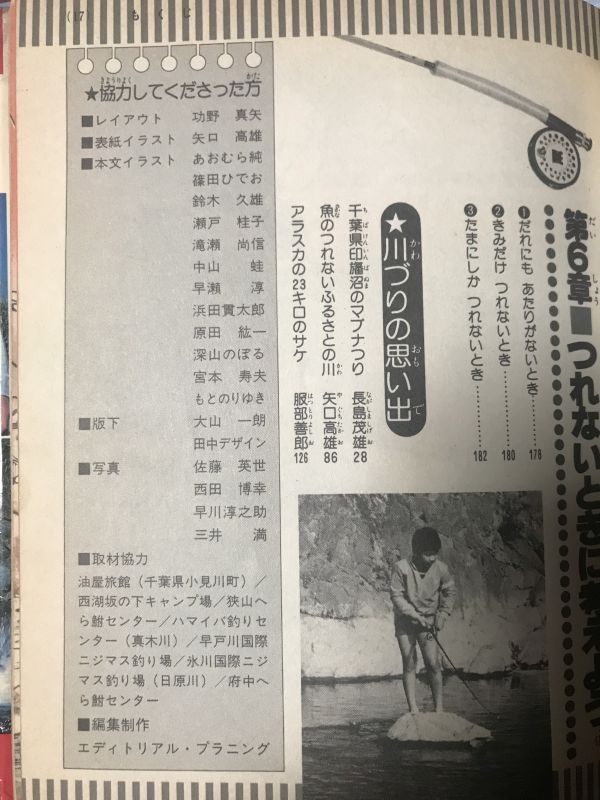 (17) もくじ
第6章■つれないときに考えよう
❶だれにも あたりがないとき…………178
❷きみだけ つれないとき…………180
❸たまにしか つれないとき…………182
★川づりの思い出
千葉県印旛沼のマブナつり 長島茂雄28
魚のつれないふるさとの川 矢口高雄86
アラスカの23キロのサケ 服部善郎126
★協力してくださった方
■レイアウト 功野 真矢
■表紙イラスト 矢口 高雄
■本文イラスト あおむら純
篠田ひでお
鈴木 久雄
瀬戸 桂子
滝瀬 尚信
中山 蛙
早瀬 淳
浜田貫太郎
原田 紘一
深山のぼる
宮本 寿夫
もとのりゆき
■版下 大山 一朗
田中デザイン
■写真 佐藤 英世
西田 博幸
早川淳之助
三井 満
■取材協力
油屋旅館(千葉県小見川町)/
西湖坂の下キャンプ場/狭山へ
ら鮒センター/ハマイバ釣りセ
ンター(真木川)/早戸川国際
ニジマス釣り場/氷川国際ニジ
マス釣り場(日原川)/府中へ
ら鮒センター
■編集制作
エディトリアル・プラニング